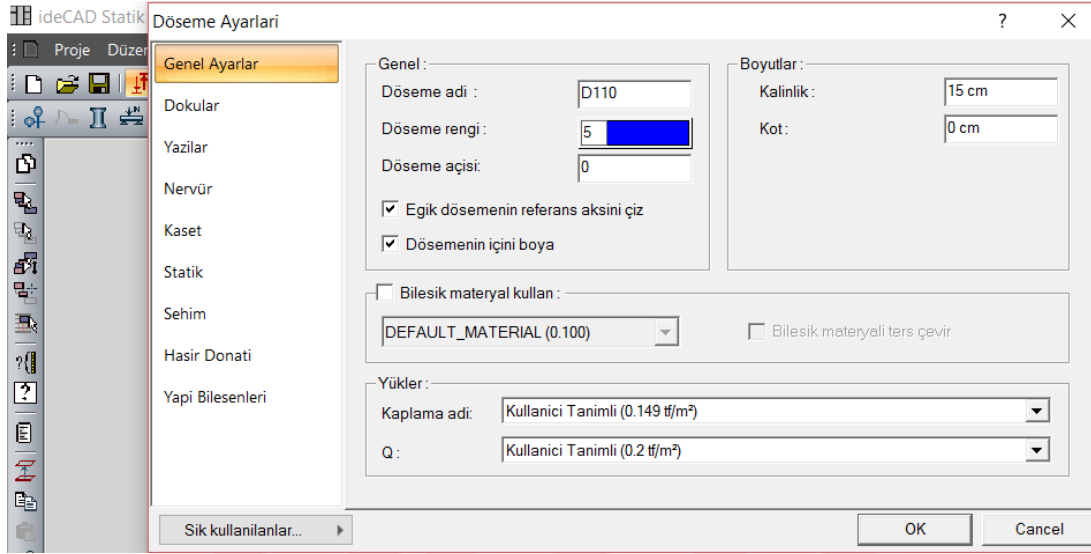 ideCAD Statik
Proje Düzen
Döseme Ayarlari ?
Genel Ayarlar
Dokular
Yazilar
Nervür
Kaset
Statik
Sehim
Hasir Donati
Yapi Bilesenleri
Sik kullanilanlar...
Genel :
Döseme adi : D110
Döseme rengi : 5
Döseme açisi: 0
Egik dösemenin referans aksini çiz
Dösemenin içini boya
Boyutlar :
Kalinlik : 15 cm
Kot : 0 cm
Bilesik materyal kullan :
DEFAULT_MATERIAL (0.100) Bilesik materyali ters çevir
Yükler :
Kaplama adi: Kullanici Tanimli (0.149 tf/m²)
Q : Kullanici Tanimli (0.2 tf/m²)
OK Cancel